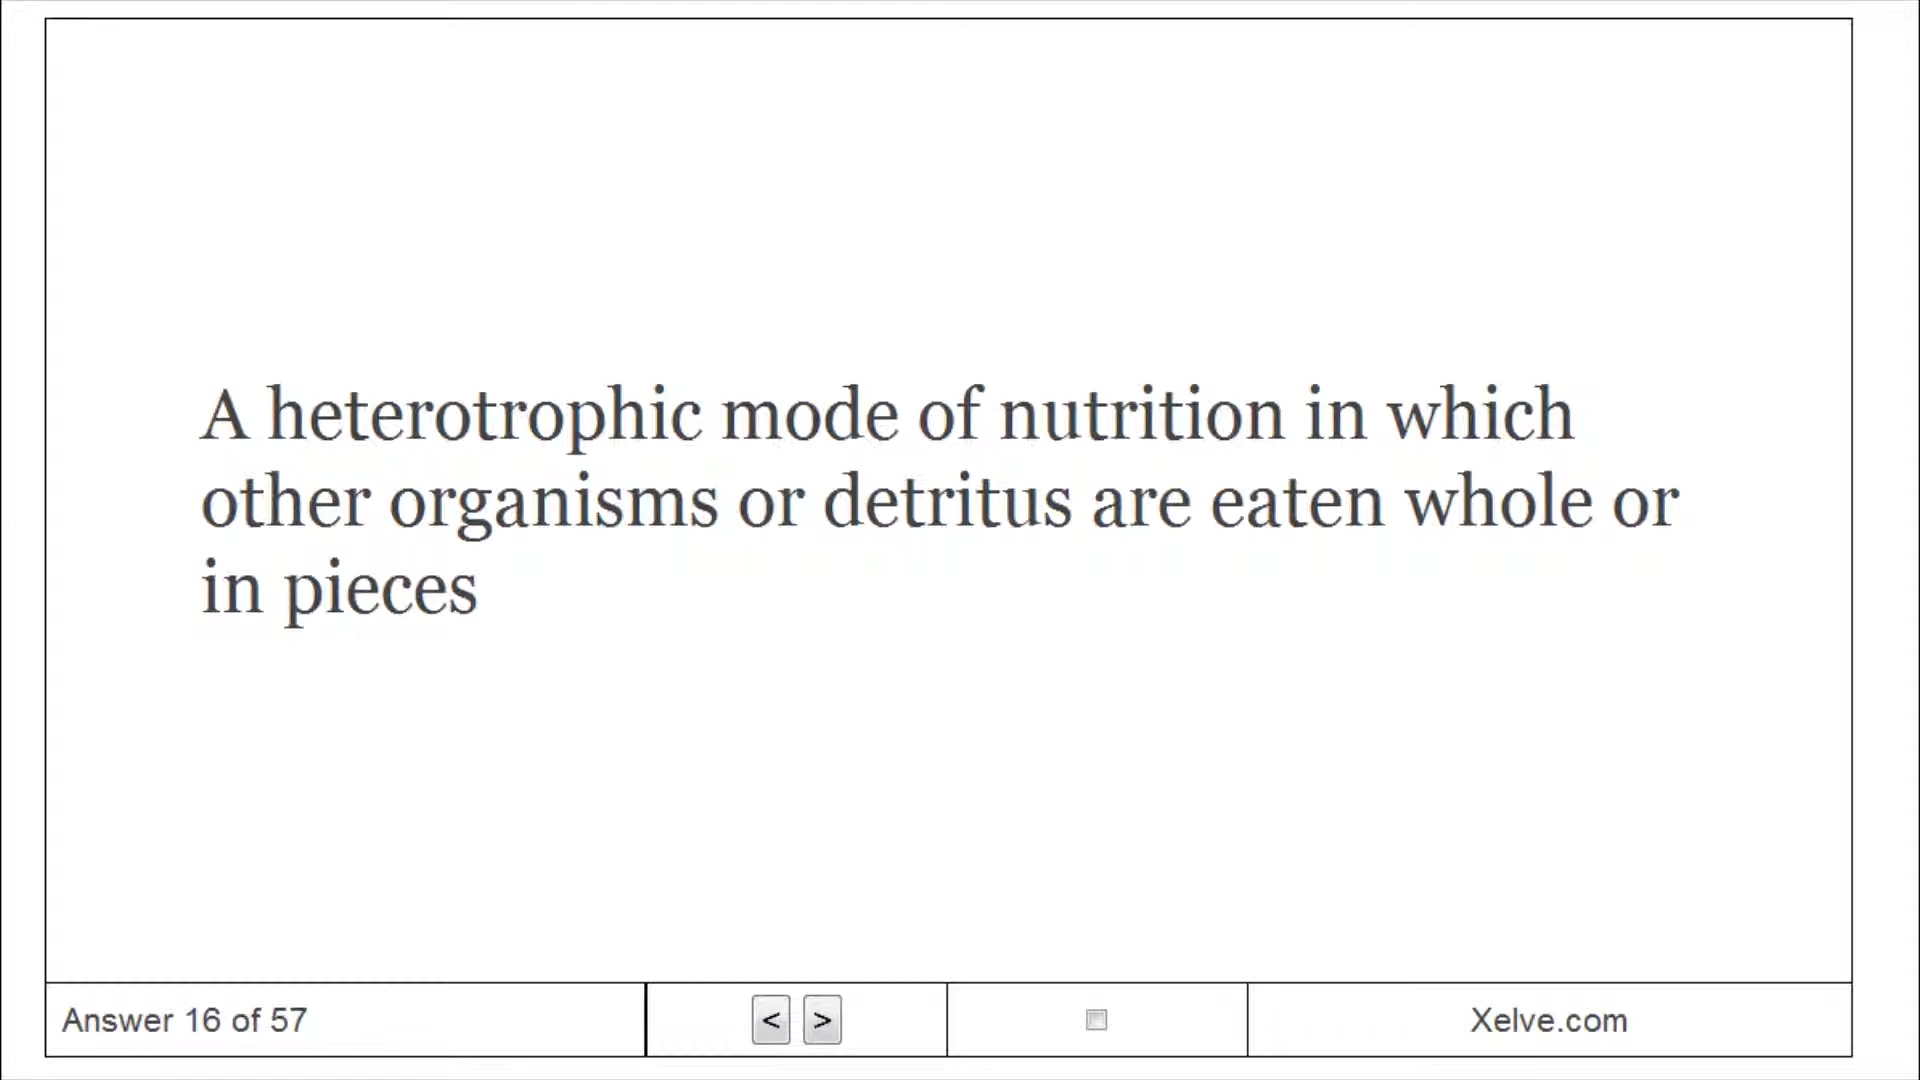 A heterotrophic mode of nutrition in which
other organisms or detritus are eaten whole or
in pieces
Answer 16 of 57
< >
Xelve.com